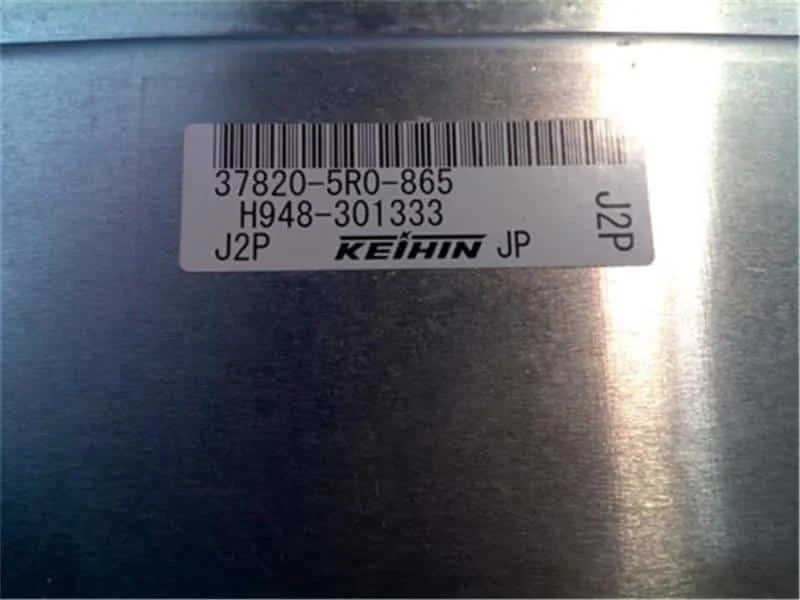 37820-5R0-865
H948-301333
J2P KEIHIN JP
J2P